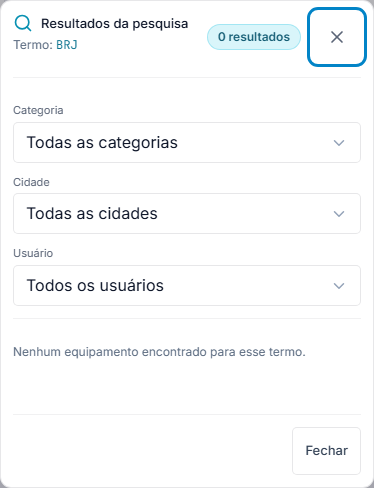 Resultados da pesquisa
Termo: BRJ
0 resultados
Categoria
Todas as categorias
Cidade
Todas as cidades
Usuário
Todos os usuários
Nenhum equipamento encontrado para esse termo.
Fechar